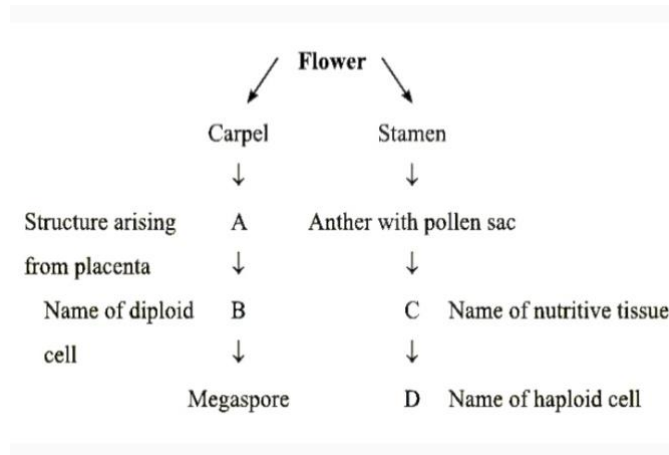 Flower
Carpel Stamen
↓ ↓
Structure arising A Anther with pollen sac
from placenta ↓ ↓
Name of diploid B C Name of nutritive tissue
cell ↓ ↓
Megaspore D Name of haploid cell